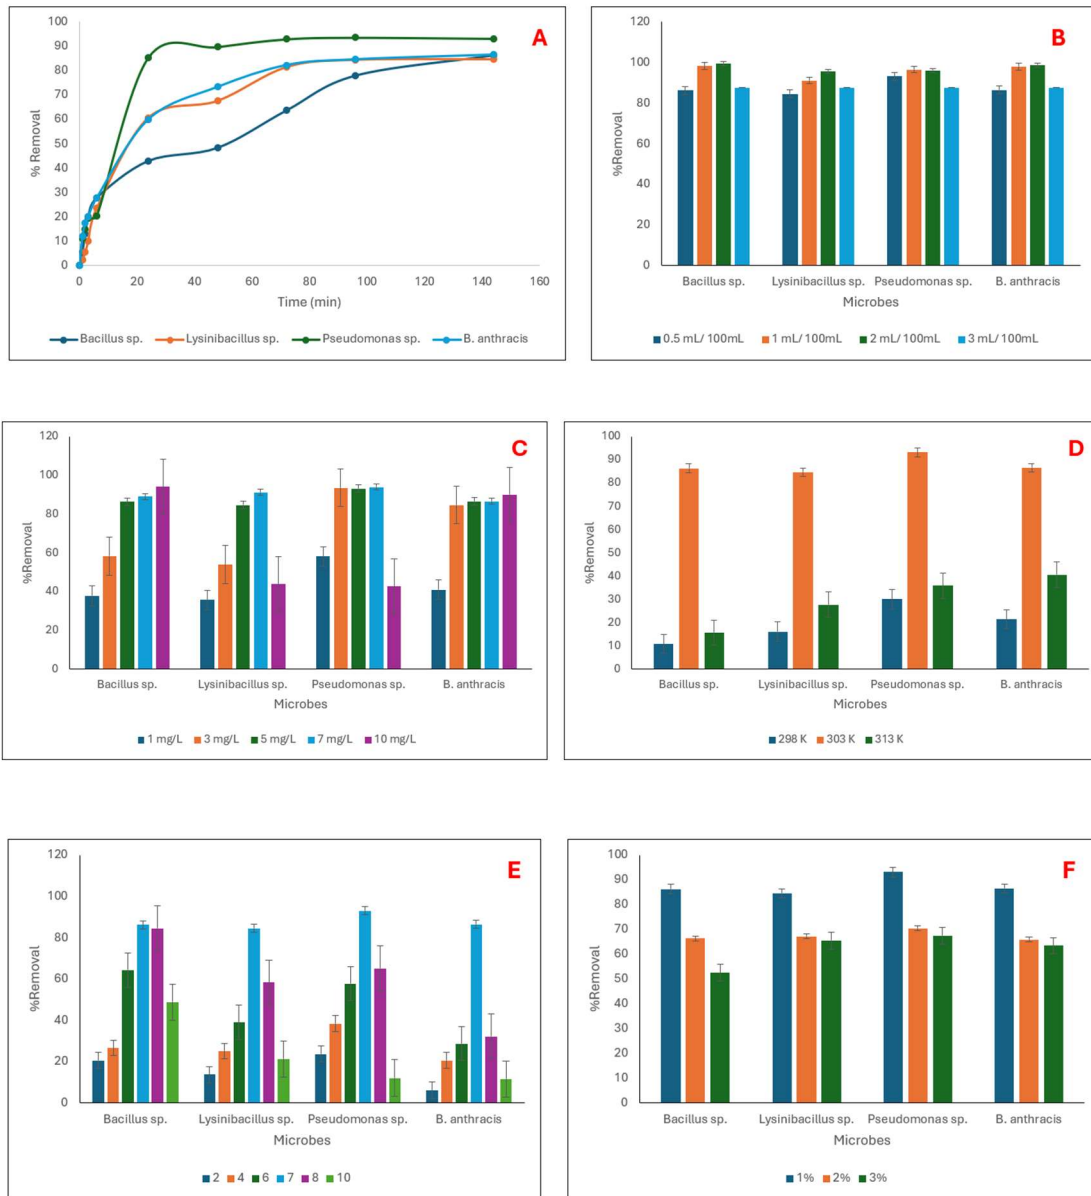 A
100
90
80
70
60
50
40
30
20
10
0
% Removal
0 20 40 60 80 100 120 140 160
Time (min)
Bacillus sp. Lysinibacillus sp. Pseudomonas sp. B. anthracis
B
120
100
80
60
40
20
0
%Removal
Bacillus sp. Lysinibacillus sp. Pseudomonas sp. B. anthracis
Microbes
0.5 mL/ 100mL 1 mL/ 100mL 2 mL/ 100mL 3 mL/ 100mL
C
120
100
80
60
40
20
0
%Removal
Bacillus sp. Lysinibacillus sp. Pseudomonas sp. B. anthracis
Microbes
1 mg/L 3 mg/L 5 mg/L 7 mg/L 10 mg/L
D
100
90
80
70
60
50
40
30
20
10
0
%Removal
Bacillus sp. Lysinibacillus sp. Pseudomonas sp. B. anthracis
Microbes
298 K 303 K 313 K
E
120
100
80
60
40
20
0
%Removal
Bacillus sp. Lysinibacillus sp. Pseudomonas sp. B. anthracis
Microbes
2 4 6 7 8 10
F
100
90
80
70
60
50
40
30
20
10
0
%Removal
Bacillus sp. Lysinibacillus sp. Pseudomonas sp. B. anthracis
Microbes
1% 2% 3%